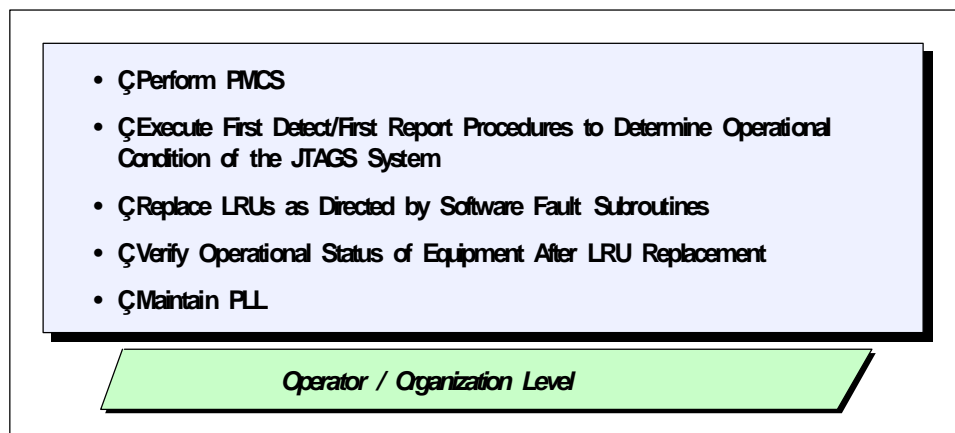 • ÇPerform PMCS
• ÇExecute First Detect/First Report Procedures to Determine Operational
Condition of the JTAGS System
• ÇReplace LRUs as Directed by Software Fault Subroutines
• ÇVerify Operational Status of Equipment After LRU Replacement
• ÇMaintain PLL
Operator / Organization Level